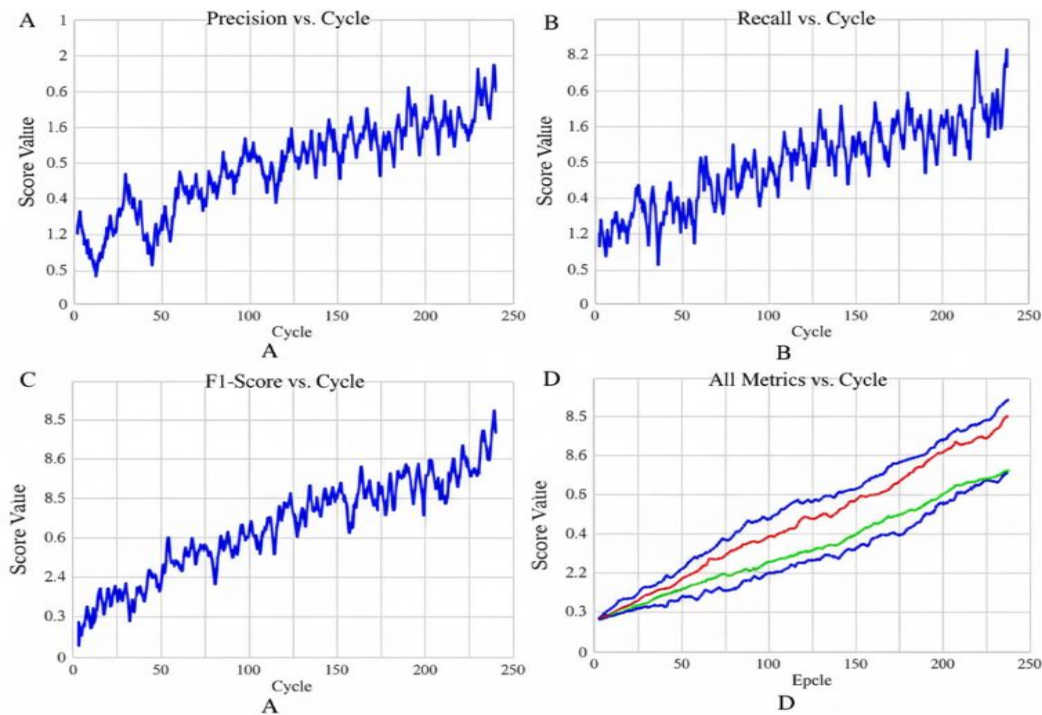 A
Precision vs. Cycle
1
2
0.6
1.6
0.5
0.4
1.2
0.5
0
Score Value
0
50
100
150
200
250
Cycle
A
B
Recall vs. Cycle
8.2
0.6
1.6
0.5
0.4
1.2
0.5
0
Score Value
0
50
100
150
200
250
Cycle
B
C
F1-Score vs. Cycle
8.5
8.6
8.5
0.6
2.4
0.3
0
Score Value
0
50
100
150
200
250
Cycle
A
D
All Metrics vs. Cycle
8.5
8.6
0.6
0.4
2.2
0.3
0
Score Value
0
50
100
150
200
250
Epcle
D